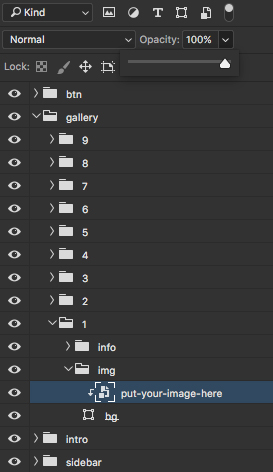 Kind
T
Normal
Opacity: 100%
Lock:
btn
gallery
9
8
7
6
5
4
3
2
1
info
img
put-your-image-here
bg
intro
sidebar